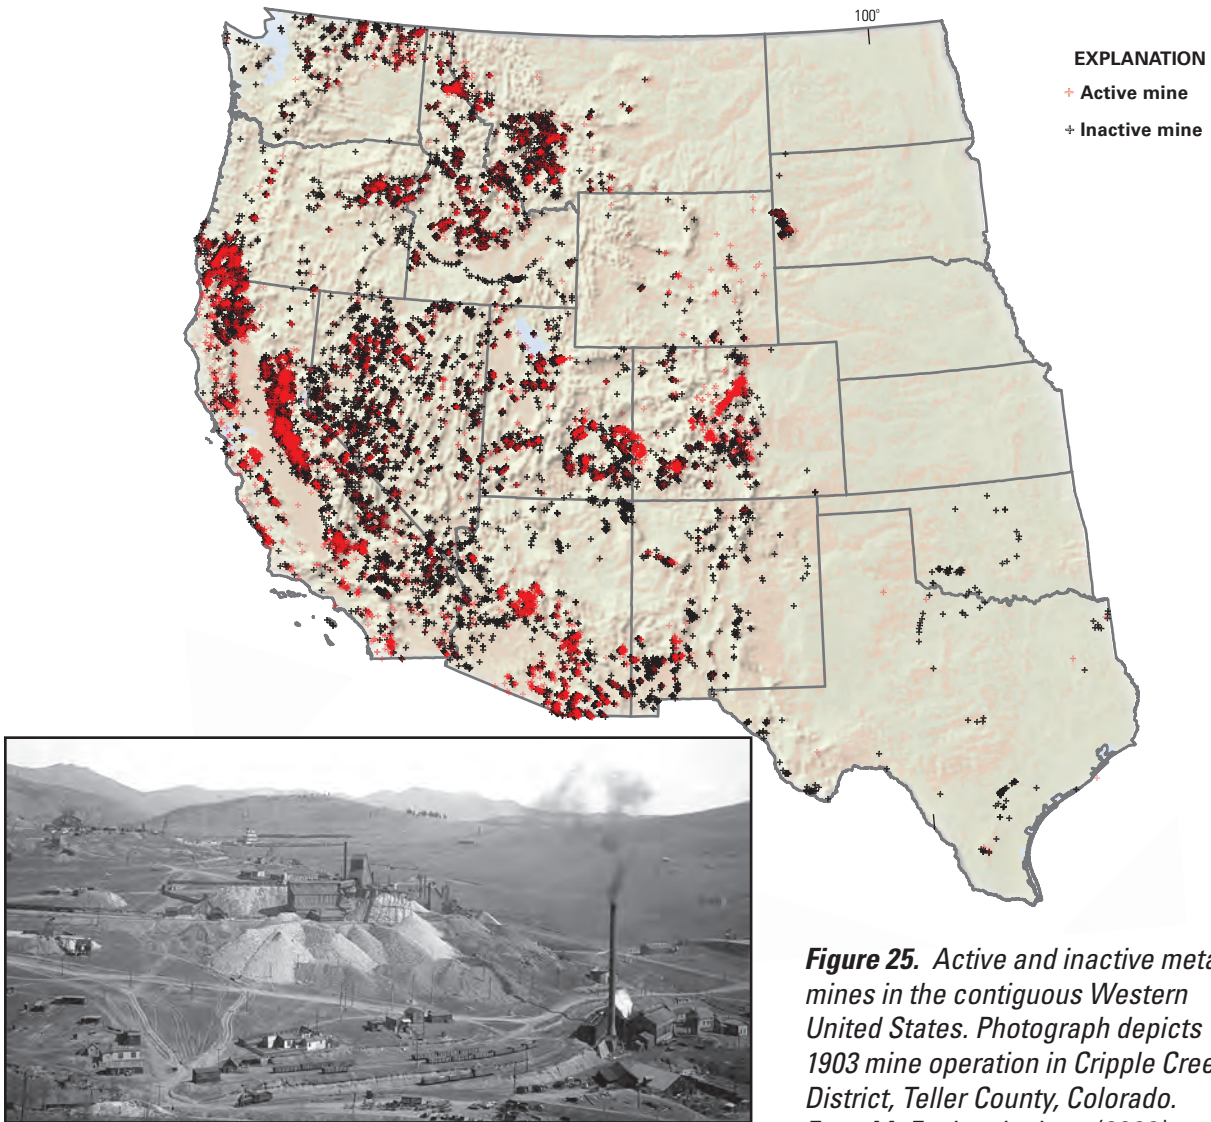 100°
EXPLANATION
Active mine
Inactive mine
Figure 25. Active and inactive meta
mines in the contiguous Western
United States. Photograph depicts
1903 mine operation in Cripple Cree
District, Teller County, Colorado.